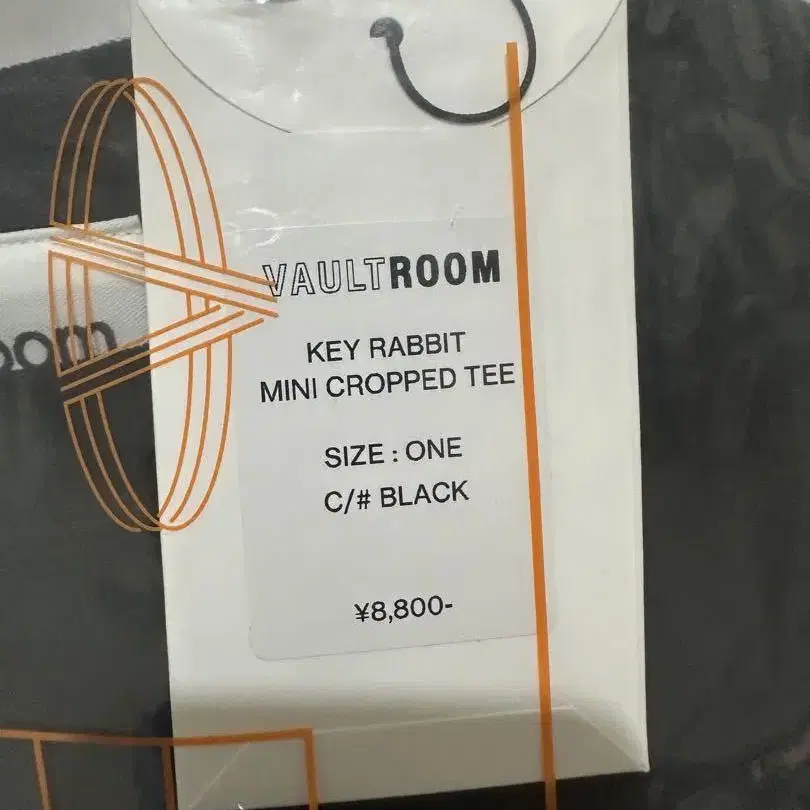 VAULTROOM
KEY RABBIT
MINI CROPPED TEE
SIZE : ONE
C/# BLACK
¥8,800-